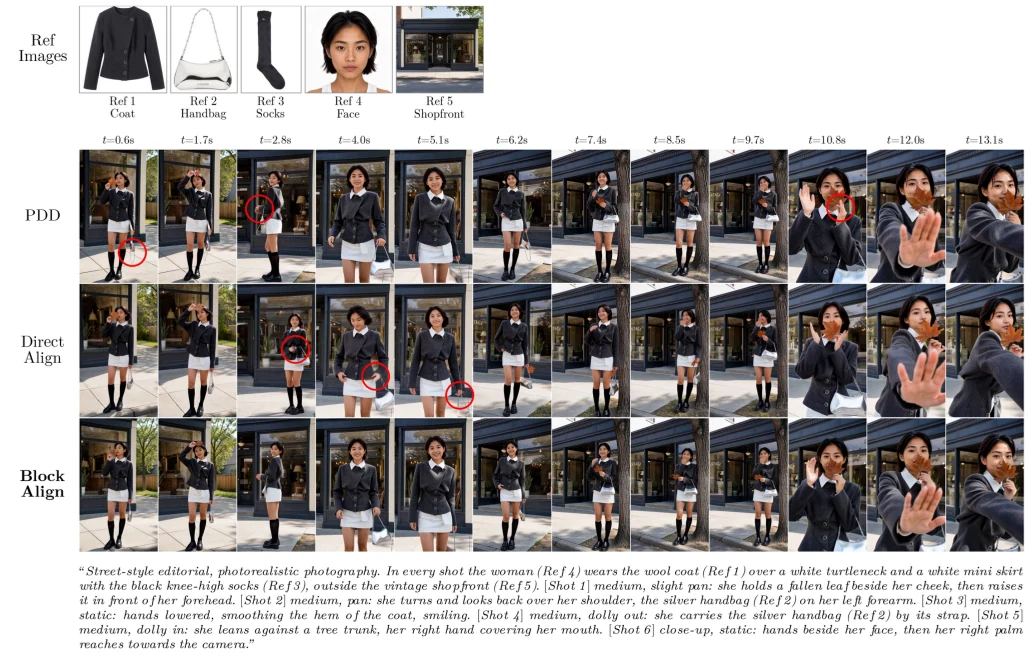 Ref
Images
Ref 1
Coat
Ref 2
Handbag
Ref 3
Socks
Ref 4
Face
Ref 5
Shopfront
t=0.6s t=1.7s t=2.8s t=4.0s t=5.1s t=6.2s t=7.4s t=8.5s t=9.7s t=10.8s t=12.0s t=13.1s
PDD
Direct
Align
Block
Align
“Street-style editorial, photorealistic photography. In every shot the woman (Ref 4) wears the wool coat (Ref 1) over a white turtleneck and a white mini skirt
with the black knee-high socks (Ref 3), outside the vintage shopfront (Ref 5). [Shot 1] medium, slight pan: she holds a fallen leaf beside her cheek, then raises
it in front of her forehead. [Shot 2] medium, pan: she turns and looks back over her shoulder, the silver handbag (Ref 2) on her left forearm. [Shot 3] medium,
static: hands lowered, smoothing the hem of the coat, smiling. [Shot 4] medium, dolly out: she carries the silver handbag (Ref 2) by its strap. [Shot 5]
medium, dolly in: she leans against a tree trunk, her right hand covering her mouth. [Shot 6] close-up, static: hands beside her face, then her right palm
reaches towards the camera.”